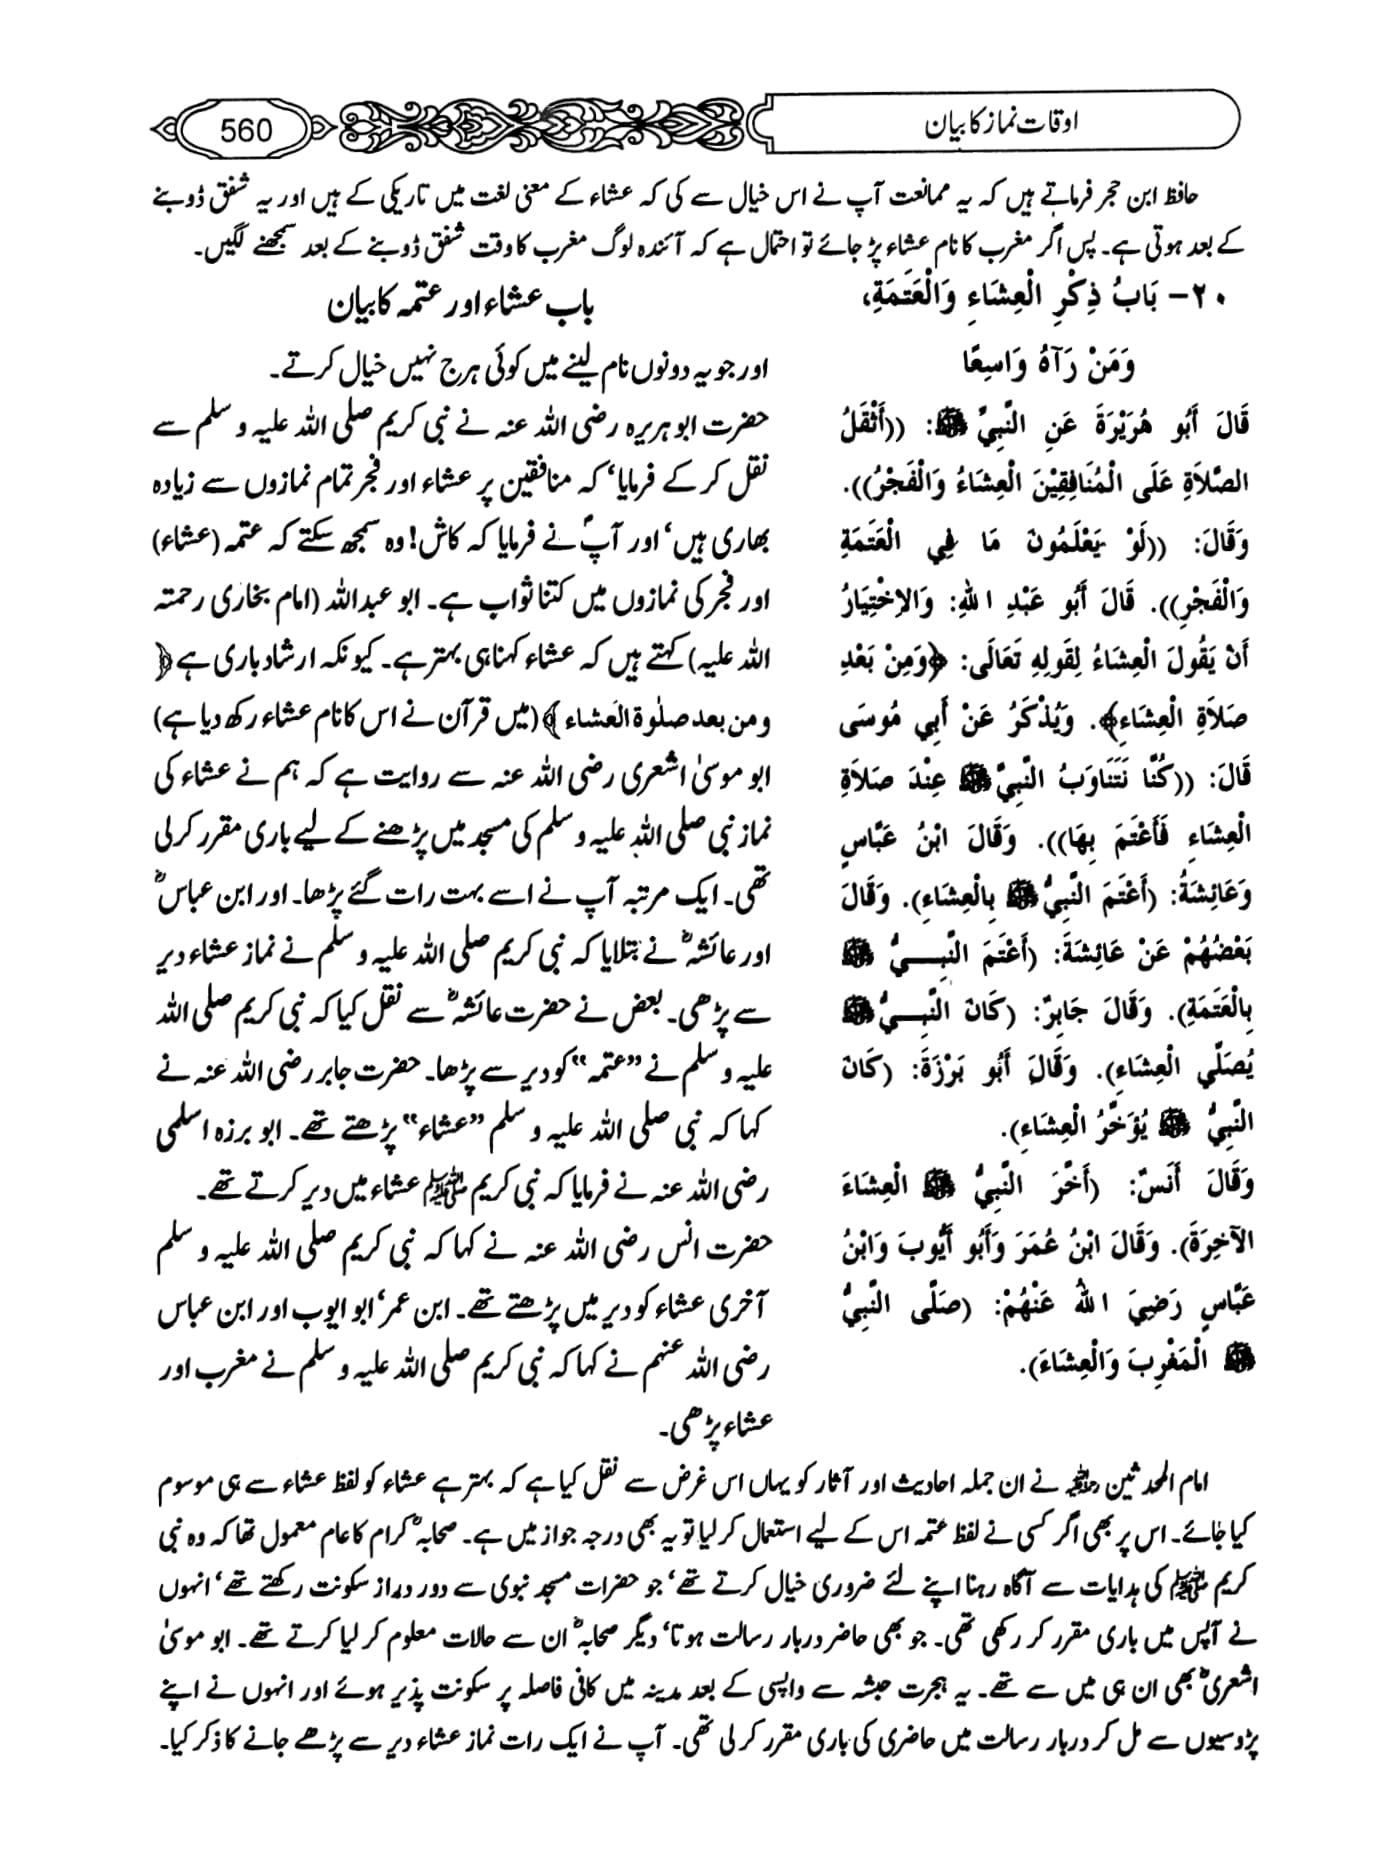 اوقات نماز کا بیان
560
حافظ ابن حجر فرماتے ہیں کہ یہ ممانعت آپ نے اس خیال سے کی کہ عشاء کے معنی لغت میں تاریکی کے ہیں اور یہ شفق ڈوبنے
کے بعد ہوتی ہے۔ پس اگر مغرب کا نام عشاء پڑ جائے تو احتمال ہے کہ آئندہ لوگ مغرب کا وقت شفق ڈوبنے کے بعد سمجھنے لگیں۔
٢٠- بَابُ ذِكْرِ الْعِشَاءِ وَالْعَتَمَةِ،
وَمَنْ رَآهُ وَاسِعًا
قَالَ أَبُو هُرَيْرَةَ عَنِ النَّبِيِّ ﷺ: ((أَثْقَلُ
الصَّلاَةِ عَلَى الْمُنَافِقِيْنَ الْعِشَاءُ وَالْفَجْرُ)).
وَقَالَ: ((لَوْ يَعْلَمُونَ مَا فِي الْعَتَمَةِ
وَالْفَجْرِ)). قَالَ أَبُو عَبْدِ اللهِ: وَالاِخْتِيَارُ
أَنْ يَقُولَ الْعِشَاءُ لِقَولِهِ تَعَالَى: ﴿وَمِنْ بَعْدِ
صَلاَةِ الْعِشَاءِ﴾. وَيُذْكَرُ عَنْ أَبِي مُوسَى
قَالَ: ((كُنَّا نَتَنَاوَبُ النَّبِيَّ ﷺ عِنْدَ صَلاَةِ
الْعِشَاءِ فَأَعْتَمَ بِهَا)). وَقَالَ ابْنُ عَبَّاسٍ
وَعَائِشَةُ: (أَعْتَمَ النَّبِيُّ ﷺ بِالْعِشَاءِ). وَقَالَ
بَعْضُهُمْ عَنْ عَائِشَةَ: (أَعْتَمَ النَّبِيُّ ﷺ
بِالْعَتَمَةِ). وَقَالَ جَابِرٌ: (كَانَ النَّبِيُّ ﷺ
يُصَلِّي الْعِشَاءِ). وَقَالَ أَبُو بَرْزَةَ: (كَانَ
النَّبِيُّ ﷺ يُؤَخِّرُ الْعِشَاءِ).
وَقَالَ أَنَسٌ: (أَخَّرَ النَّبِيُّ ﷺ الْعِشَاءَ
الآخِرَةَ). وَقَالَ ابْنُ عُمَرَ وَأَبُو أَيُّوبَ وَابْنُ
عَبَّاسٍ رَضِيَ اللهُ عَنْهُمْ: (صَلَّى النَّبِيُّ
ﷺ الْمَغْرِبَ وَالْعِشَاءَ).
باب عشاء اور عتمہ کا بیان
اور جو یہ دونوں نام لینے میں کوئی ہرج نہیں خیال کرتے۔
حضرت ابو ہریرہ رضی اللہ عنہ نے نبی کریم صلی اللہ علیہ و سلم سے
نقل کر کے فرمایا‘ کہ منافقین پر عشاء اور فجر تمام نمازوں سے زیادہ
بھاری ہیں‘ اور آپؐ نے فرمایا کہ کاش! وہ سمجھ سکتے کہ عتمہ (عشاء)
اور فجر کی نمازوں میں کتنا ثواب ہے۔ ابو عبداللہ (امام بخاری رحمتہ
اللہ علیہ) کہتے ہیں کہ عشاء کہنا ہی بہتر ہے۔ کیونکہ ارشاد باری ہے ﴿
ومن بعد صلوٰة العشاء ﴾ (میں قرآن نے اس کا نام عشاء رکھ دیا ہے)
ابو موسیٰ اشعری رضی اللہ عنہ سے روایت ہے کہ ہم نے عشاء کی
نماز نبی صلی اللہ علیہ و سلم کی مسجد میں پڑھنے کے لیے باری مقرر کر لی
تھی۔ ایک مرتبہ آپ نے اسے بہت رات گئے پڑھا۔ اور ابن عباسؓ
اور عائشہؓ نے بتلایا کہ نبی کریم صلی اللہ علیہ و سلم نے نماز عشاء دیر
سے پڑھی۔ بعض نے حضرت عائشہؓ سے نقل کیا کہ نبی کریم صلی اللہ
علیہ و سلم نے ”عتمہ“ کو دیر سے پڑھا۔ حضرت جابر رضی اللہ عنہ نے
کہا کہ نبی صلی اللہ علیہ و سلم ”عشاء“ پڑھتے تھے۔ ابو برزہ اسلمی
رضی اللہ عنہ نے فرمایا کہ نبی کریم ﷺ عشاء میں دیر کرتے تھے۔
حضرت انس رضی اللہ عنہ نے کہا کہ نبی کریم صلی اللہ علیہ و سلم
آخری عشاء کو دیر میں پڑھتے تھے۔ ابن عمر‘ ابو ایوب اور ابن عباس
رضی اللہ عنہم نے کہا کہ نبی کریم صلی اللہ علیہ و سلم نے مغرب اور
عشاء پڑھی۔
امام المحدثین رحمہ اللہ نے ان جملہ احادیث اور آثار کو یہاں اس غرض سے نقل کیا ہے کہ بہتر ہے عشاء کو لفظ عشاء سے ہی موسوم
کیا جائے۔ اس پر بھی اگر کسی نے لفظ عتمہ اس کے لیے استعمال کر لیا تو یہ بھی درجہ جواز میں ہے۔ صحابہؓ کرام کا عام معمول تھا کہ وہ نبی
کریم ﷺ کی ہدایات سے آگاہ رہنا اپنے لئے ضروری خیال کرتے تھے‘ جو حضرات مسجد نبوی سے دور دراز سکونت رکھتے تھے‘ انہوں
نے آپس میں باری مقرر کر رکھی تھی۔ جو بھی حاضر دربار رسالت ہوتا‘ دیگر صحابہؓ ان سے حالات معلوم کر لیا کرتے تھے۔ ابو موسیٰ
اشعریؓ بھی ان ہی میں سے تھے۔ یہ ہجرت حبشہ سے واپسی کے بعد مدینہ میں کافی فاصلہ پر سکونت پذیر ہوئے اور انہوں نے اپنے
پڑوسیوں سے مل کر دربار رسالت میں حاضری کی باری مقرر کر لی تھی۔ آپ نے ایک رات نماز عشاء دیر سے پڑھے جانے کا ذکر کیا۔